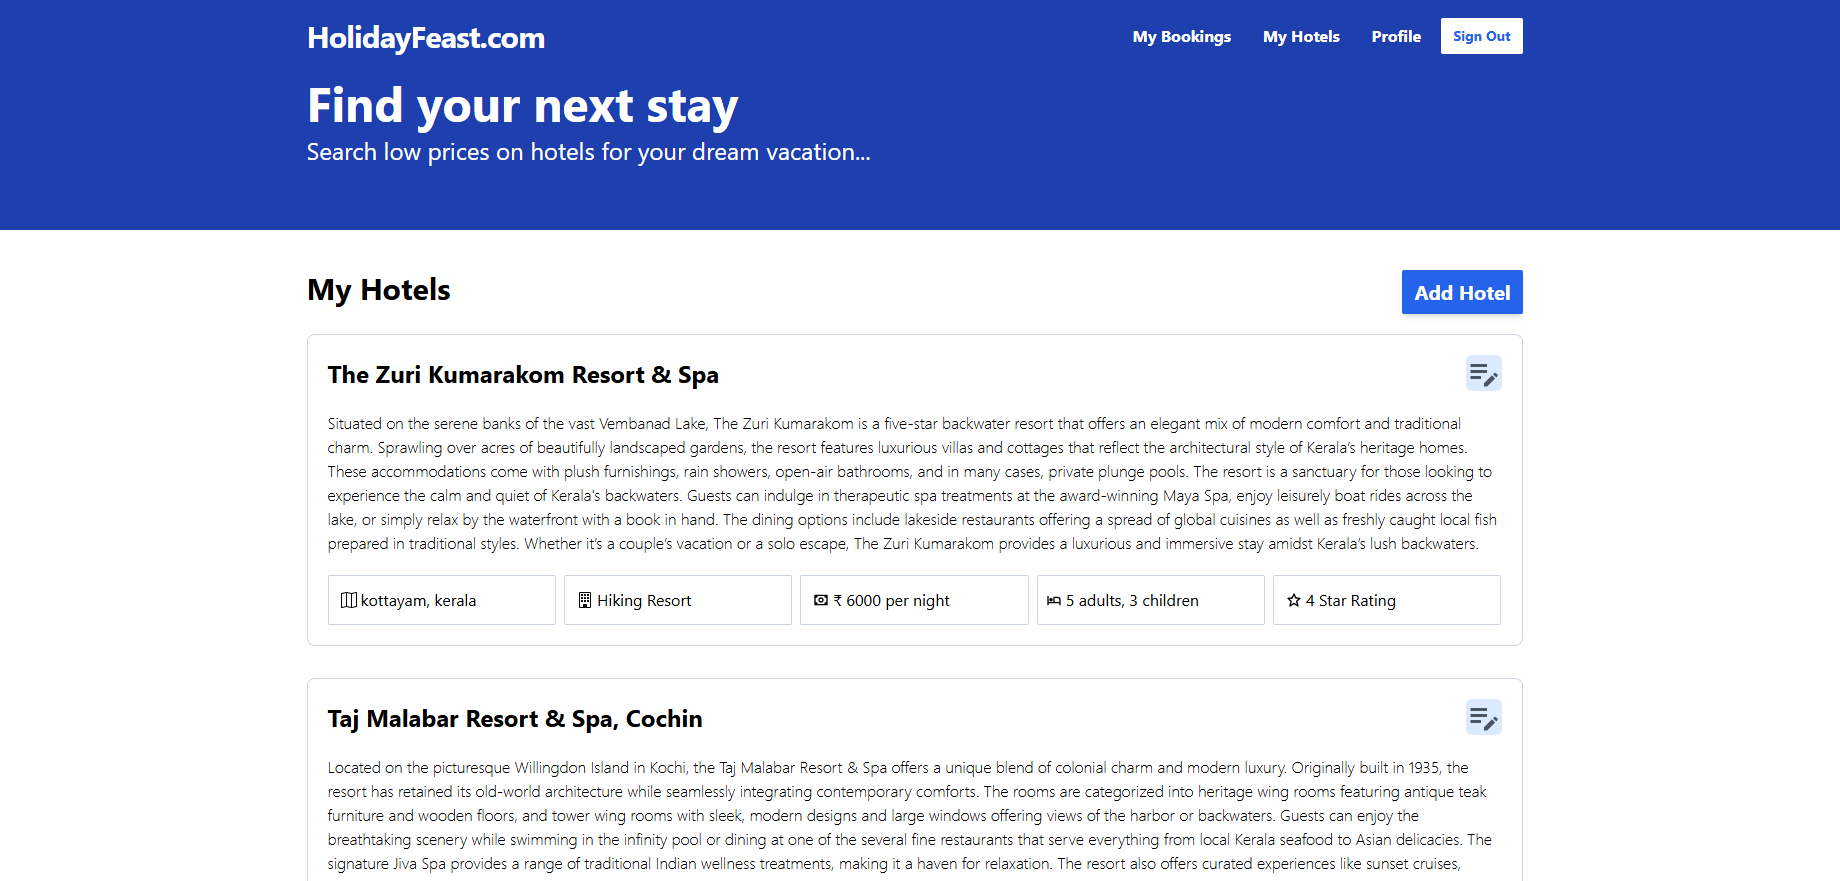 HolidayFeast.com
My Bookings My Hotels Profile Sign Out
Find your next stay
Search low prices on hotels for your dream vacation...
My Hotels
Add Hotel
The Zuri Kumarakom Resort & Spa
Situated on the serene banks of the vast Vembanad Lake, The Zuri Kumarakom is a five-star backwater resort that offers an elegant mix of modern comfort and traditional
charm. Sprawling over acres of beautifully landscaped gardens, the resort features luxurious villas and cottages that reflect the architectural style of Kerala’s heritage homes.
These accommodations come with plush furnishings, rain showers, open-air bathrooms, and in many cases, private plunge pools. The resort is a sanctuary for those looking to
experience the calm and quiet of Kerala’s backwaters. Guests can indulge in therapeutic spa treatments at the award-winning Maya Spa, enjoy leisurely boat rides across the
lake, or simply relax by the waterfront with a book in hand. The dining options include lakeside restaurants offering a spread of global cuisines as well as freshly caught local fish
prepared in traditional styles. Whether it’s a couple’s vacation or a solo escape, The Zuri Kumarakom provides a luxurious and immersive stay amidst Kerala’s lush backwaters.
kottayam, kerala
Hiking Resort
₹ 6000 per night
5 adults, 3 children
4 Star Rating
Taj Malabar Resort & Spa, Cochin
Located on the picturesque Willingdon Island in Kochi, the Taj Malabar Resort & Spa offers a unique blend of colonial charm and modern luxury. Originally built in 1935, the
resort has retained its old-world architecture while seamlessly integrating contemporary comforts. The rooms are categorized into heritage wing rooms featuring antique teak
furniture and wooden floors, and tower wing rooms with sleek, modern designs and large windows offering views of the harbor or backwaters. Guests can enjoy the
breathtaking scenery while swimming in the infinity pool or dining at one of the several fine restaurants that serve everything from local Kerala seafood to Asian delicacies. The
signature Jiva Spa provides a range of traditional Indian wellness treatments, making it a haven for relaxation. The resort also offers curated experiences like sunset cruises,